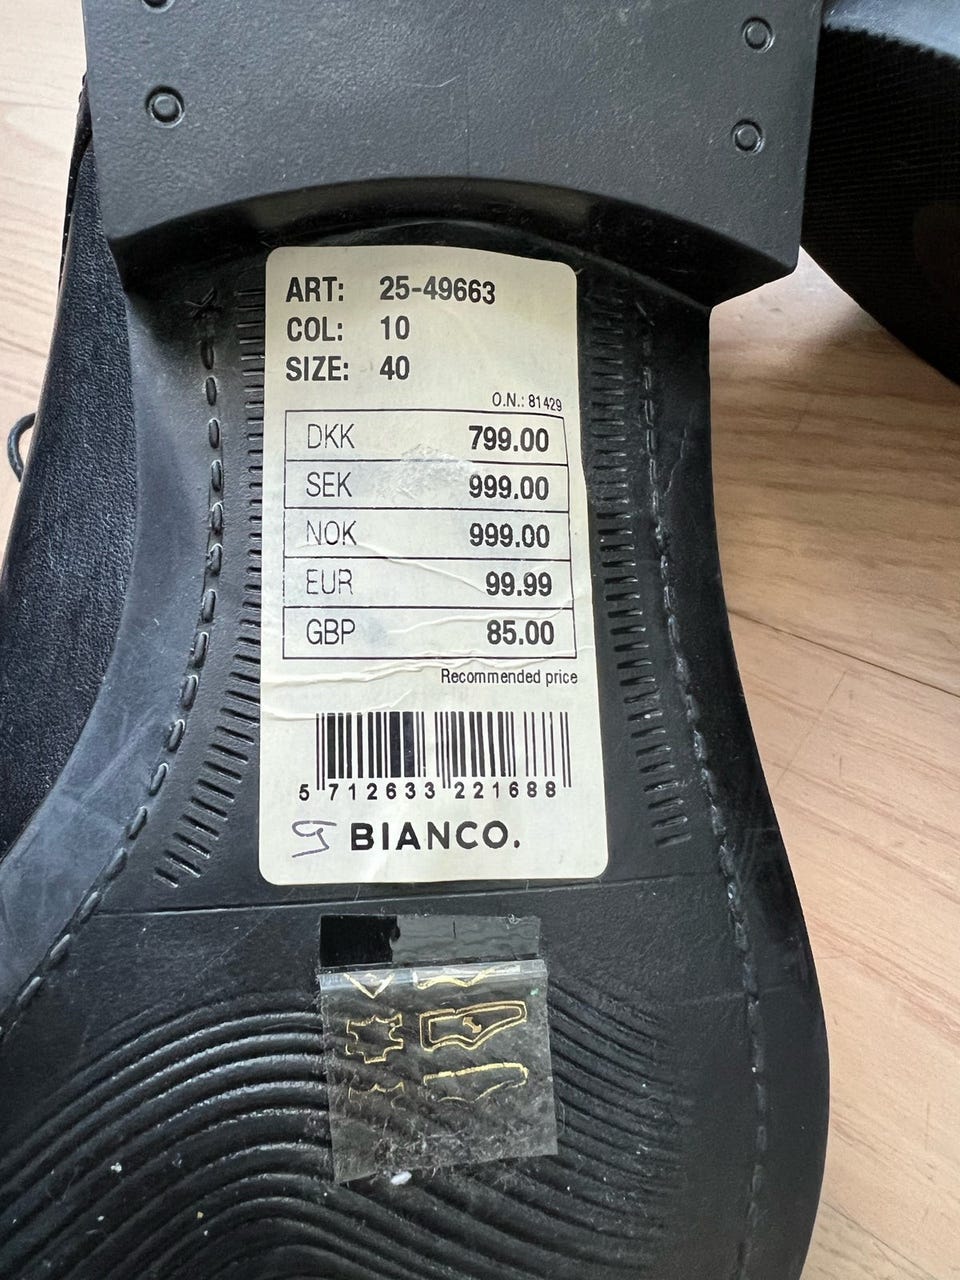 ART: 25-49663
COL: 10
SIZE: 40
O.N.: 81429
DKK 799.00
SEK 999.00
NOK 999.00
EUR 99.99
GBP 85.00
Recommended price
5 712633 221688
BIANCO.